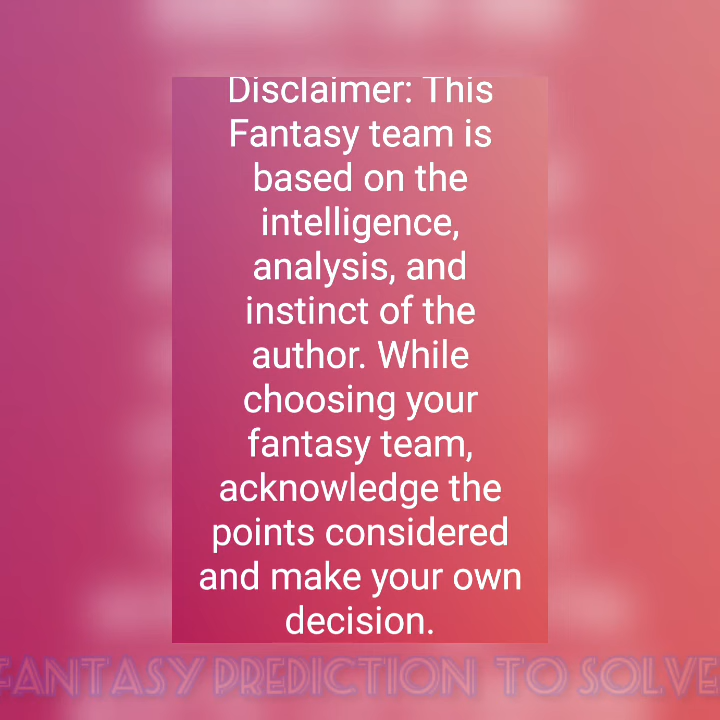 Disclaimer: This
Fantasy team is
based on the
intelligence,
analysis, and
instinct of the
author. While
choosing your
fantasy team,
acknowledge the
points considered
and make your own
decision.
FANTASY PREDICTION TO SOLVE